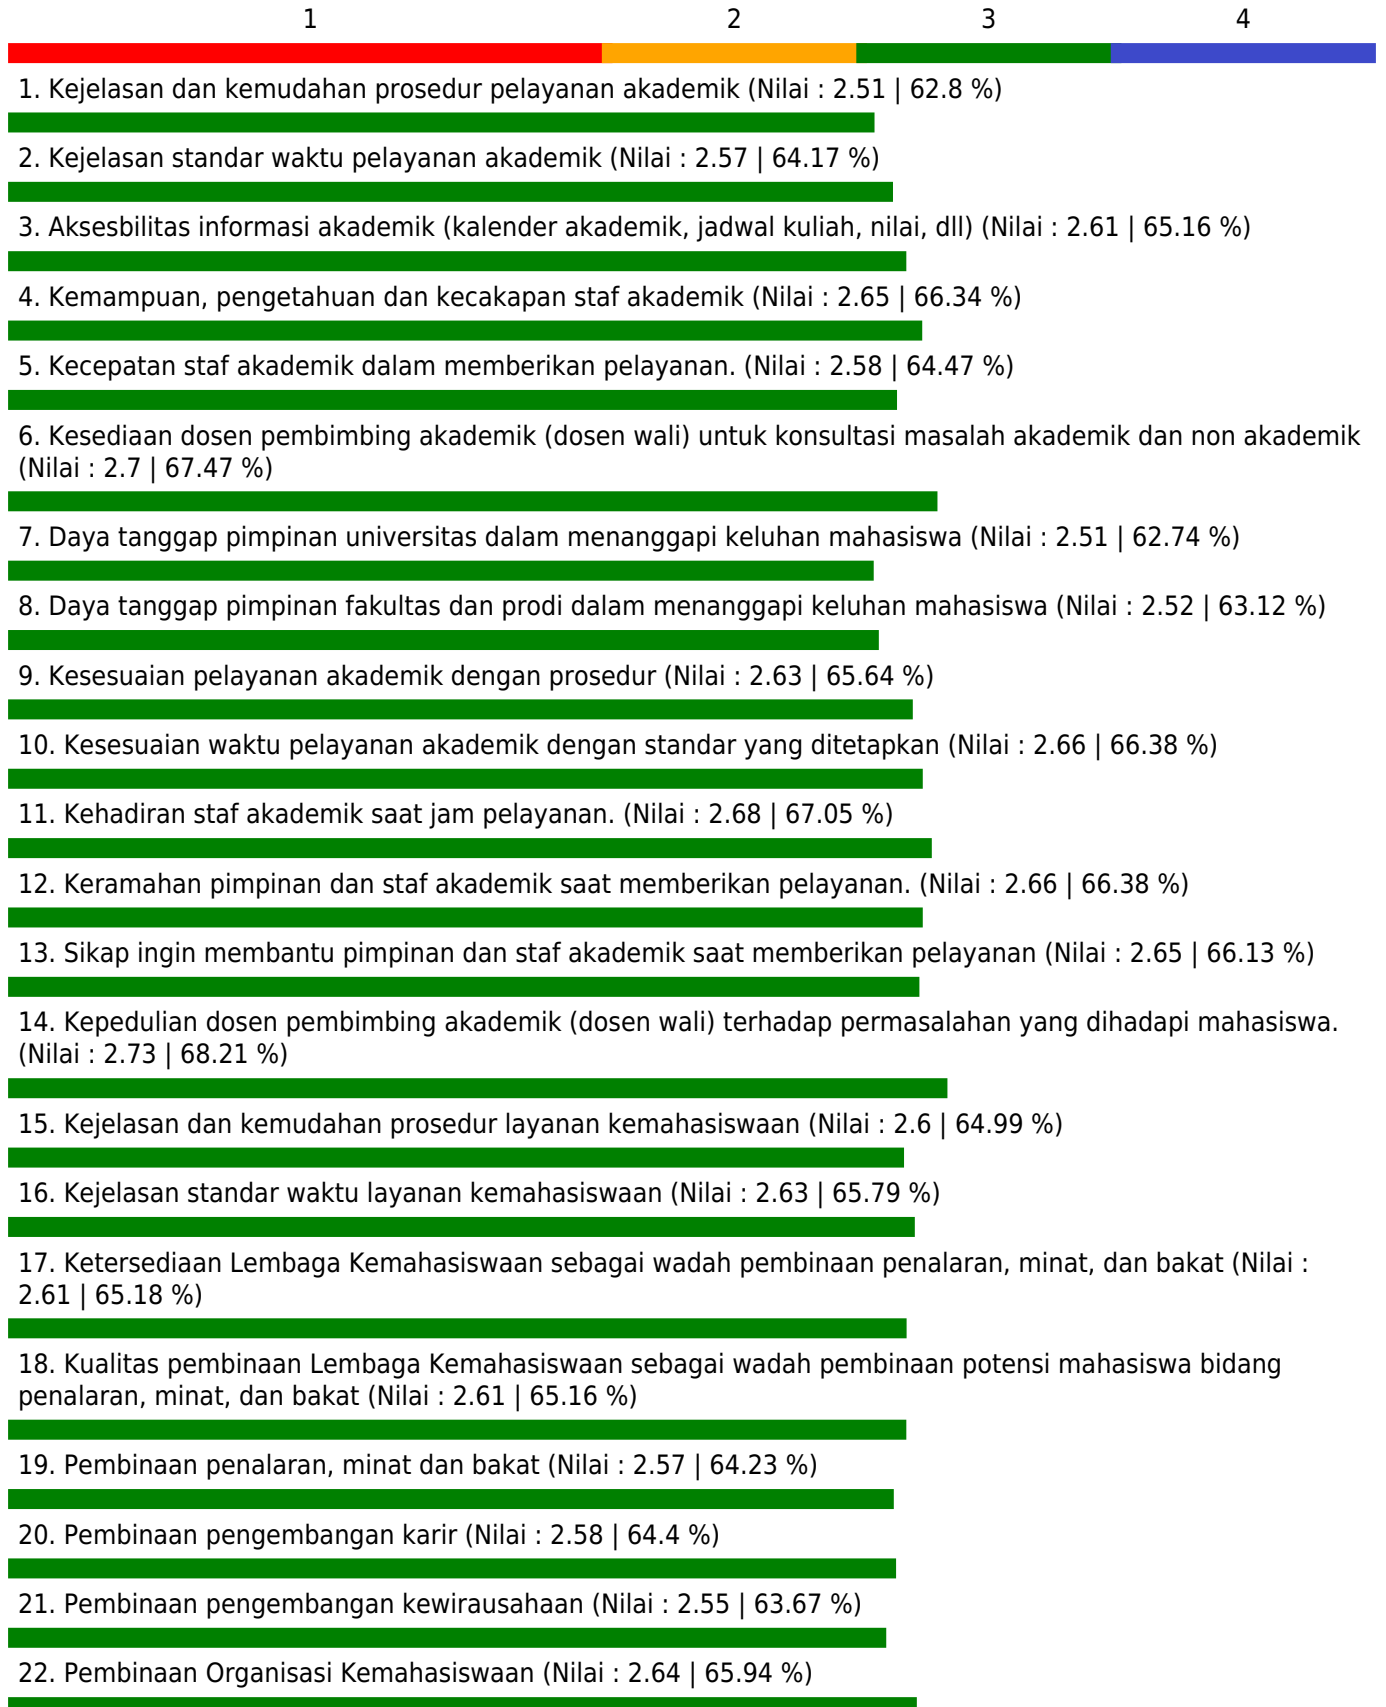 1 2 3 4
1. Kejelasan dan kemudahan prosedur pelayanan akademik (Nilai : 2.51 | 62.8 %)
2. Kejelasan standar waktu pelayanan akademik (Nilai : 2.57 | 64.17 %)
3. Aksesbilitas informasi akademik (kalender akademik, jadwal kuliah, nilai, dll) (Nilai : 2.61 | 65.16 %)
4. Kemampuan, pengetahuan dan kecakapan staf akademik (Nilai : 2.65 | 66.34 %)
5. Kecepatan staf akademik dalam memberikan pelayanan. (Nilai : 2.58 | 64.47 %)
6. Kesediaan dosen pembimbing akademik (dosen wali) untuk konsultasi masalah akademik dan non akademik
(Nilai : 2.7 | 67.47 %)
7. Daya tanggap pimpinan universitas dalam menanggapi keluhan mahasiswa (Nilai : 2.51 | 62.74 %)
8. Daya tanggap pimpinan fakultas dan prodi dalam menanggapi keluhan mahasiswa (Nilai : 2.52 | 63.12 %)
9. Kesesuaian pelayanan akademik dengan prosedur (Nilai : 2.63 | 65.64 %)
10. Kesesuaian waktu pelayanan akademik dengan standar yang ditetapkan (Nilai : 2.66 | 66.38 %)
11. Kehadiran staf akademik saat jam pelayanan. (Nilai : 2.68 | 67.05 %)
12. Keramahan pimpinan dan staf akademik saat memberikan pelayanan. (Nilai : 2.66 | 66.38 %)
13. Sikap ingin membantu pimpinan dan staf akademik saat memberikan pelayanan (Nilai : 2.65 | 66.13 %)
14. Kepedulian dosen pembimbing akademik (dosen wali) terhadap permasalahan yang dihadapi mahasiswa.
(Nilai : 2.73 | 68.21 %)
15. Kejelasan dan kemudahan prosedur layanan kemahasiswaan (Nilai : 2.6 | 64.99 %)
16. Kejelasan standar waktu layanan kemahasiswaan (Nilai : 2.63 | 65.79 %)
17. Ketersediaan Lembaga Kemahasiswaan sebagai wadah pembinaan penalaran, minat, dan bakat (Nilai :
2.61 | 65.18 %)
18. Kualitas pembinaan Lembaga Kemahasiswaan sebagai wadah pembinaan potensi mahasiswa bidang
penalaran, minat, dan bakat (Nilai : 2.61 | 65.16 %)
19. Pembinaan penalaran, minat dan bakat (Nilai : 2.57 | 64.23 %)
20. Pembinaan pengembangan karir (Nilai : 2.58 | 64.4 %)
21. Pembinaan pengembangan kewirausahaan (Nilai : 2.55 | 63.67 %)
22. Pembinaan Organisasi Kemahasiswaan (Nilai : 2.64 | 65.94 %)